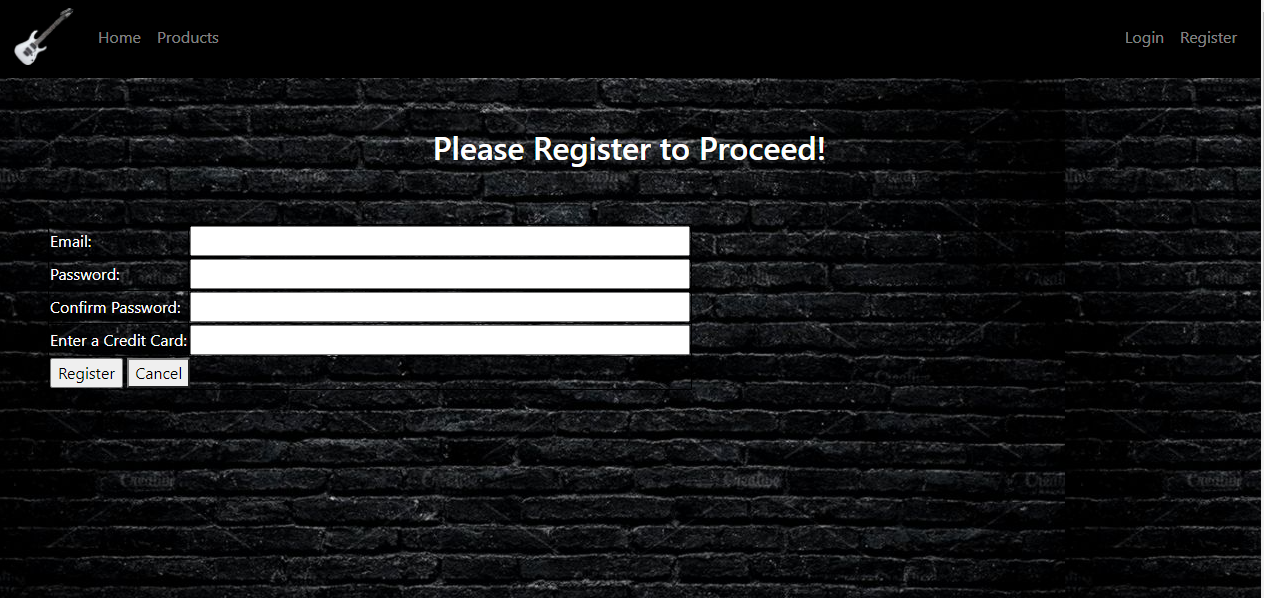 Home Products Login Register
Please Register to Proceed!
Email:
Password:
Confirm Password:
Enter a Credit Card:
Register Cancel